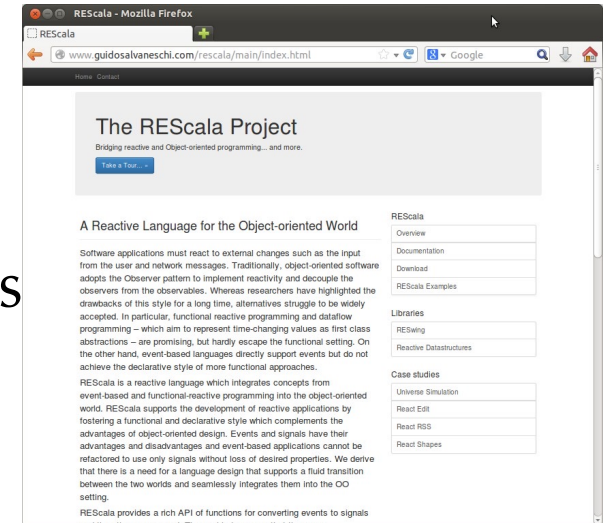 REScala - Mozilla Firefox
REScala
www.guidosalvaneschi.com/rescala/main/index.html
Google
Home Contact
The REScala Project
Bridging reactive and Object-oriented programming... and more.
Take a Tour... »
A Reactive Language for the Object-oriented World
Software applications must react to external changes such as the input
from the user and network messages. Traditionally, object-oriented software
adopts the Observer pattern to implement reactivity and decouple the
observers from the observables. Whereas researchers have highlighted the
drawbacks of this style for a long time, alternatives struggle to be widely
accepted. In particular, functional reactive programming and dataflow
programming – which aim to represent time-changing values as first class
abstractions – are promising, but hardly escape the functional setting. On
the other hand, event-based languages directly support events but do not
achieve the declarative style of more functional approaches.
REScala is a reactive language which integrates concepts from
event-based and functional-reactive programming into the object-oriented
world. REScala supports the development of reactive applications by
fostering a functional and declarative style which complements the
advantages of object-oriented design. Events and signals have their
advantages and disadvantages and event-based applications cannot be
refactored to use only signals without loss of desired properties. We derive
that there is a need for a language design that supports a fluid transition
between the two worlds and seamlessly integrates them into the OO
setting.
REScala provides a rich API of functions for converting events to signals
REScala
Overview
Documentation
Download
REScala Examples
Libraries
RESwing
Reactive Datastructures
Case studies
Universe Simulation
React Edit
React RSS
React Shapes
s